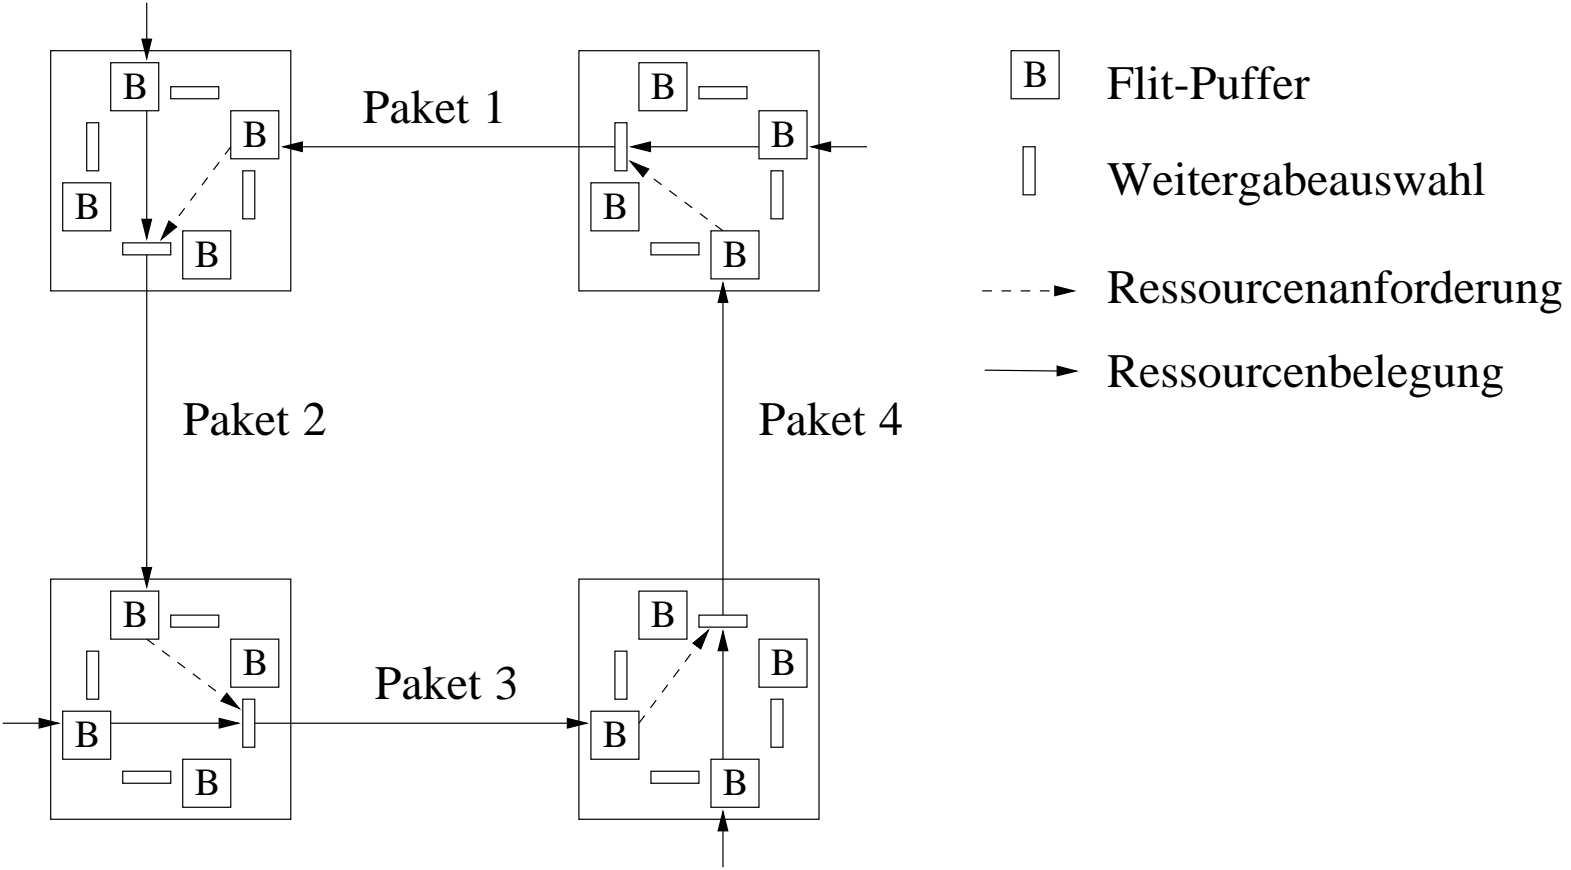 B
B
B
B
Paket 1
B
B
B
B
B
Flit-Puffer
Weitergabeauswahl
Ressourcenanforderung
Ressourcenbelegung
Paket 2
Paket 4
B
B
B
B
Paket 3
B
B
B
B